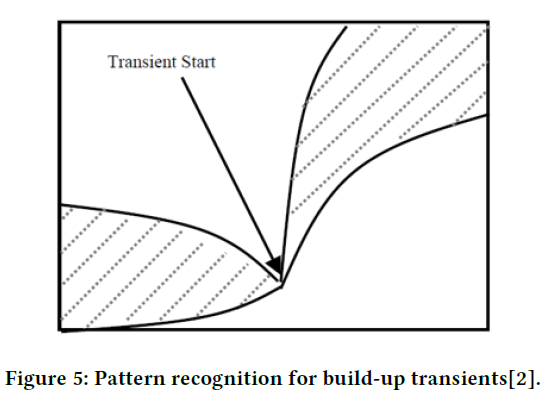 Transient Start
Figure 5: Pattern recognition for build-up transients[2].